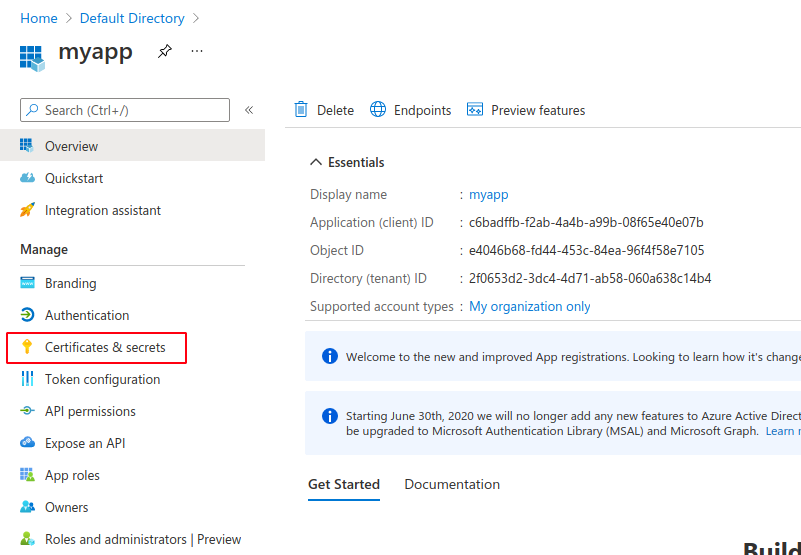 Home > Default Directory >
myapp ...
Search (Ctrl+/) «
Overview
Quickstart
Integration assistant
Manage
Branding
Authentication
Certificates & secrets
Token configuration
API permissions
Expose an API
App roles
Owners
Roles and administrators | Preview
Delete Endpoints Preview features
Essentials
Display name : myapp
Application (client) ID : c6badffb-f2ab-4a4b-a99b-08f65e40e07b
Object ID : e4046b68-fd44-453c-84ea-96f4f58e7105
Directory (tenant) ID : 2f0653d2-3dc4-4d71-ab58-060a638c14b4
Supported account types : My organization only
Welcome to the new and improved App registrations. Looking to learn how it's change
Starting June 30th, 2020 we will no longer add any new features to Azure Active Direct
be upgraded to Microsoft Authentication Library (MSAL) and Microsoft Graph. Learn
Get Started Documentation
Build